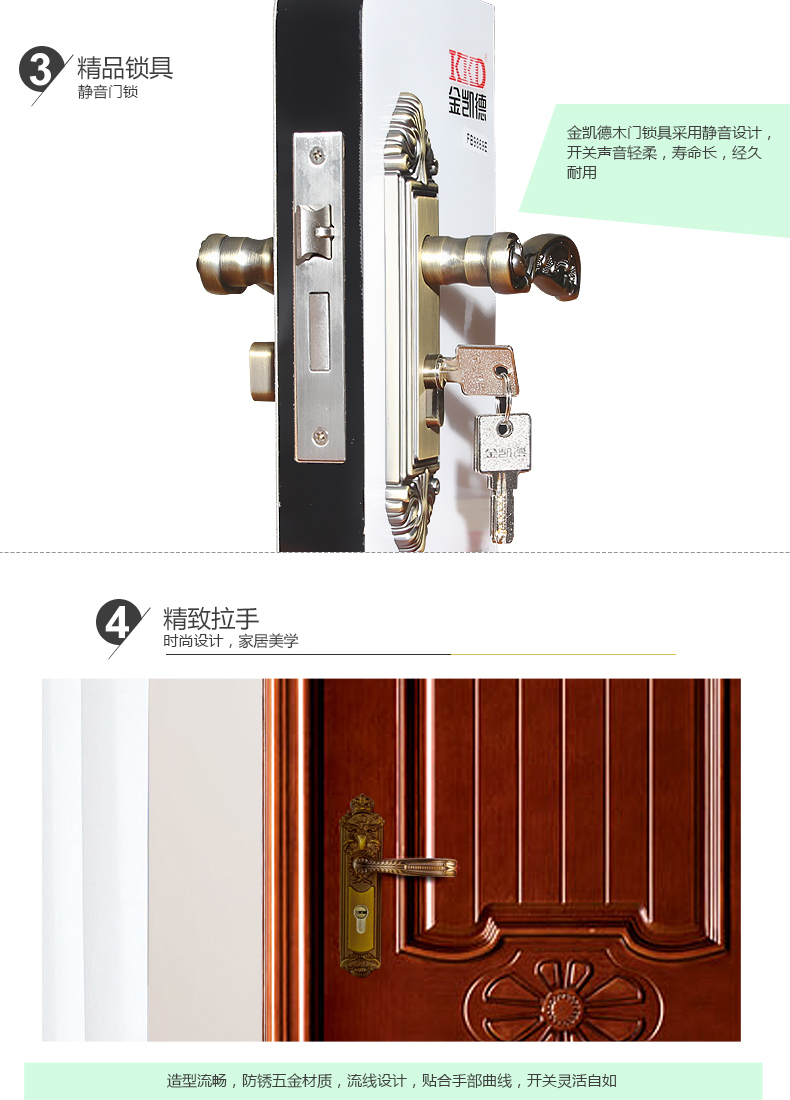 3
精品锁具
静音门锁
KKD
金凯德
FB9869E
金凯德木门锁具采用静音设计，
开关声音轻柔，寿命长，经久
耐用
金凯德
4
精致拉手
时尚设计，家居美学
造型流畅，防锈五金材质，流线设计，贴合手部曲线，开关灵活自如